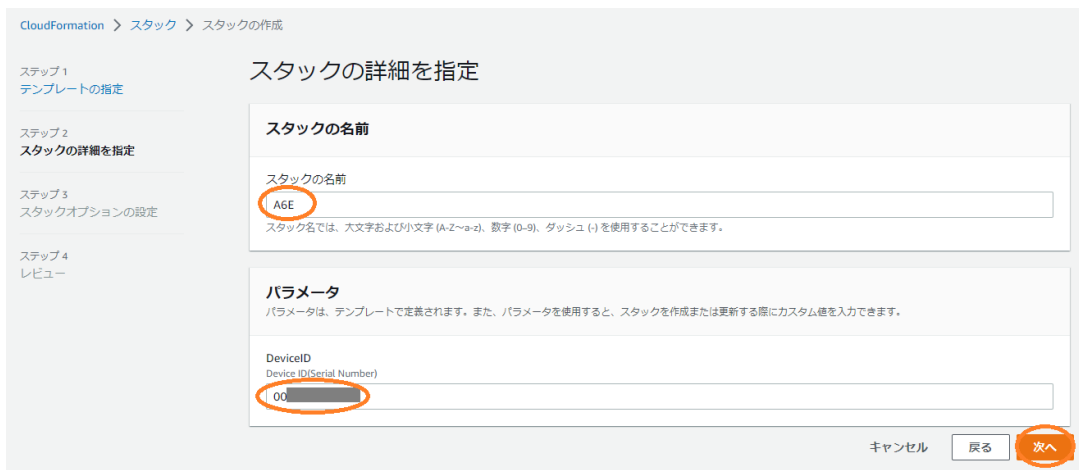 CloudFormation > スタック > スタックの作成
ステップ 1
テンプレートの指定
ステップ 2
スタックの詳細を指定
ステップ 3
スタックオプションの設定
ステップ 4
レビュー
スタックの詳細を指定
スタックの名前
スタックの名前
A6E
スタック名では、大文字および小文字 (A-Z～a-z)、数字 (0-9)、ダッシュ (-) を使用することができます。
パラメータ
パラメータは、テンプレートで定義されます。また、パラメータを使用すると、スタックを作成または更新する際にカスタム値を入力できます。
DeviceID
Device ID(Serial Number)
00
キャンセル 戻る 次へ